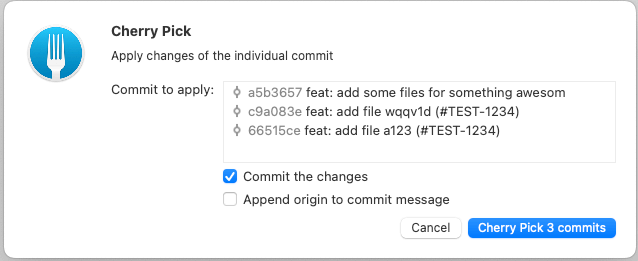 Cherry Pick
Apply changes of the individual commit
Commit to apply:
a5b3657 feat: add some files for something awesom
c9a083e feat: add file wqqv1d (#TEST-1234)
66515ce feat: add file a123 (#TEST-1234)
Commit the changes
Append origin to commit message
Cancel
Cherry Pick 3 commits